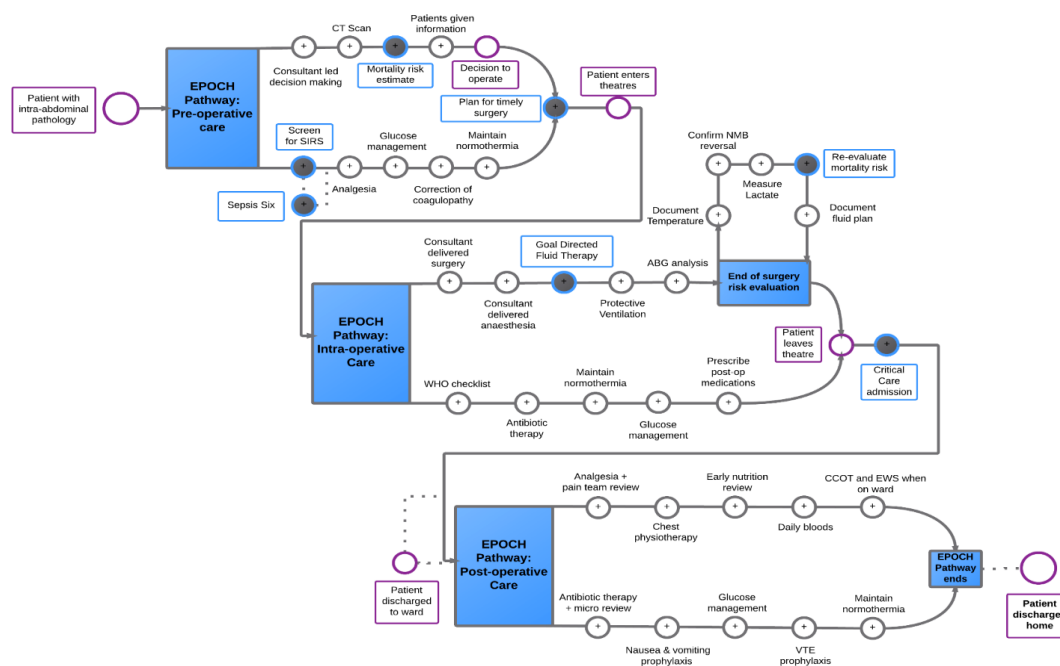 Patient with
intra-abdominal
pathology
EPOCH
Pathway:
Pre-operative
care
CT Scan
Patients given
information
Consultant led
decision making
Mortality risk
estimate
Decision to
operate
Plan for timely
surgery
Patient enters
theatres
Screen
for SIRS
Sepsis Six
Analgesia
Glucose
management
Correction of
coagulopathy
Maintain
normothermia
EPOCH
Pathway:
Intra-operative
Care
Consultant
delivered
surgery
Consultant
delivered
anaesthesia
Goal Directed
Fluid Therapy
Protective
Ventilation
ABG analysis
Document
Temperature
Confirm NMB
reversal
Measure
Lactate
Re-evaluate
mortality risk
Document
fluid plan
End of surgery
risk evaluation
WHO checklist
Antibiotic
therapy
Maintain
normothermia
Glucose
management
Prescribe
post-op
medications
Patient
leaves
theatre
Critical
Care
admission
Patient
discharged
to ward
EPOCH
Pathway:
Post-operative
Care
Analgesia +
pain team review
Chest
physiotherapy
Early nutrition
review
Daily bloods
CCOT and EWS when
on ward
Antibiotic therapy
+ micro review
Nausea & vomiting
prophylaxis
Glucose
management
VTE
prophylaxis
Maintain
normothermia
EPOCH
Pathway
ends
Patient
discharged
home